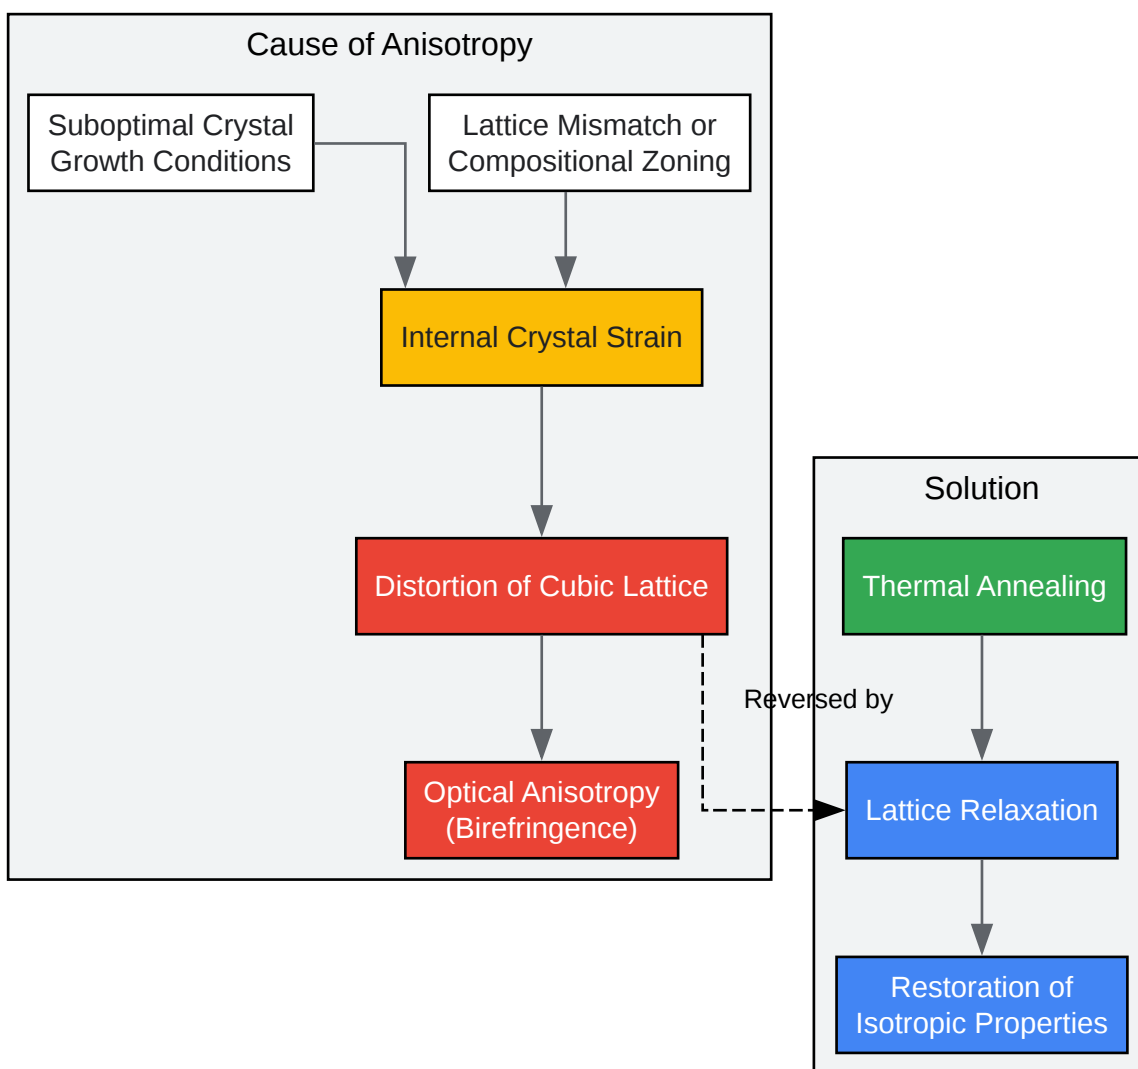 Cause of Anisotropy
Suboptimal Crystal
Growth Conditions
Lattice Mismatch or
Compositional Zoning
Internal Crystal Strain
Distortion of Cubic Lattice
Optical Anisotropy
(Birefringence)
Reversed by
Solution
Thermal Annealing
Lattice Relaxation
Restoration of
Isotropic Properties